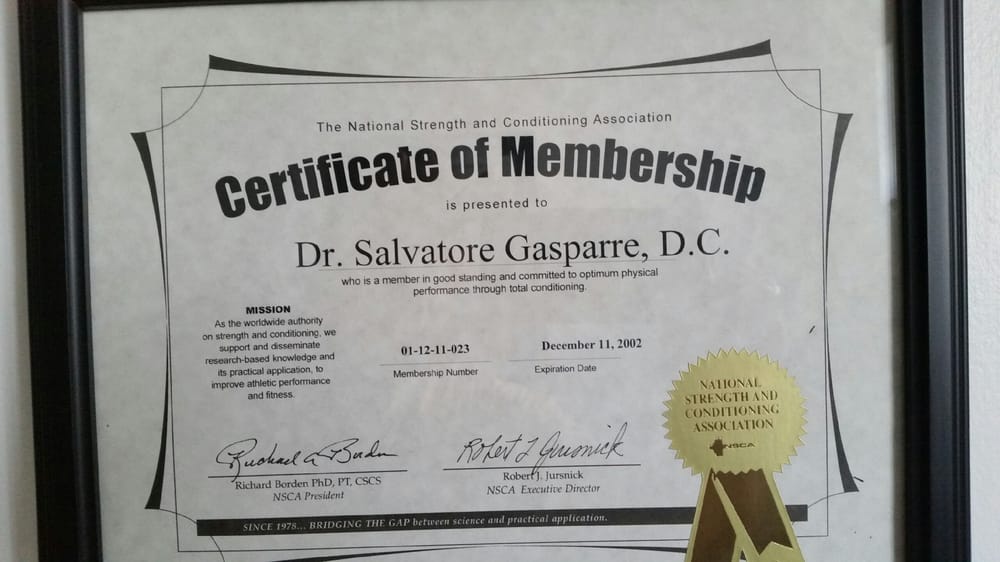 The National Strength and Conditioning Association
Certificate of Membership
is presented to
Dr. Salvatore Gasparre, D.C.
who is a member in good standing and committed to optimum physical
performance through total conditioning.
MISSION
As the worldwide authority
on strength and conditioning, we
support and disseminate
research-based knowledge and
its practical application, to
improve athletic performance
and fitness.
01-12-11-023
Membership Number
December 11, 2002
Expiration Date
NATIONAL
STRENGTH AND
CONDITIONING
ASSOCIATION
NSCA
Richard Borden PhD, PT, CSCS
NSCA President
Robert J. Jursnick
NSCA Executive Director
SINCE 1978... BRIDGING THE GAP between science and practical application.